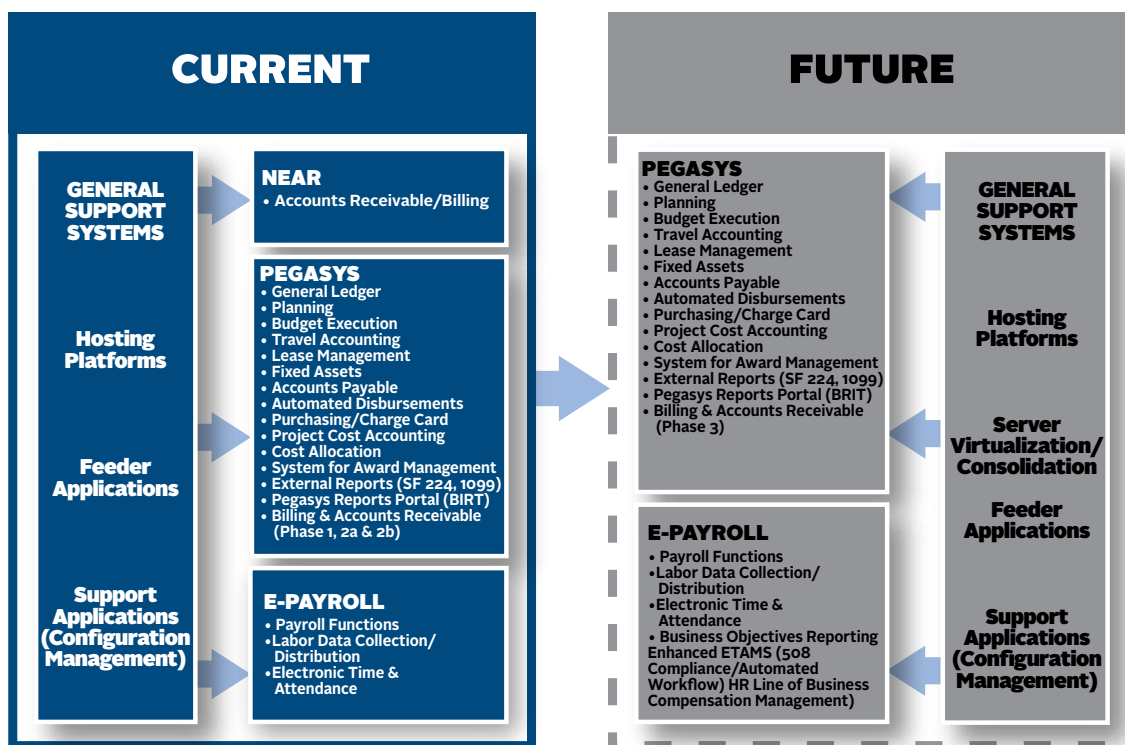 CURRENT
GENERAL
SUPPORT
SYSTEMS
Hosting
Platforms
Feeder
Applications
Support
Applications
(Configuration
Management)
NEAR
• Accounts Receivable/Billing
PEGASYS
• General Ledger
• Planning
• Budget Execution
• Travel Accounting
• Lease Management
• Fixed Assets
• Accounts Payable
• Automated Disbursements
• Purchasing/Charge Card
• Project Cost Accounting
• Cost Allocation
• System for Award Management
• External Reports (SF 224, 1099)
• Pegasys Reports Portal (BIRT)
• Billing & Accounts Receivable
(Phase 1, 2a & 2b)
E-PAYROLL
• Payroll Functions
•Labor Data Collection/
Distribution
•Electronic Time &
Attendance
FUTURE
PEGASYS
• General Ledger
• Planning
• Budget Execution
• Travel Accounting
• Lease Management
• Fixed Assets
• Accounts Payable
• Automated Disbursements
• Purchasing/Charge Card
• Project Cost Accounting
• Cost Allocation
• System for Award Management
• External Reports (SF 224, 1099)
• Pegasys Reports Portal (BRIT)
• Billing & Accounts Receivable
(Phase 3)
E-PAYROLL
• Payroll Functions
•Labor Data Collection/
Distribution
•Electronic Time &
Attendance
• Business Objectives Reporting
Enhanced ETAMS (508
Compliance/Automated
Workflow) HR Line of Business
Compensation Management)
GENERAL
SUPPORT
SYSTEMS
Hosting
Platforms
Server
Virtualization/
Consolidation
Feeder
Applications
Support
Applications
(Configuration
Management)